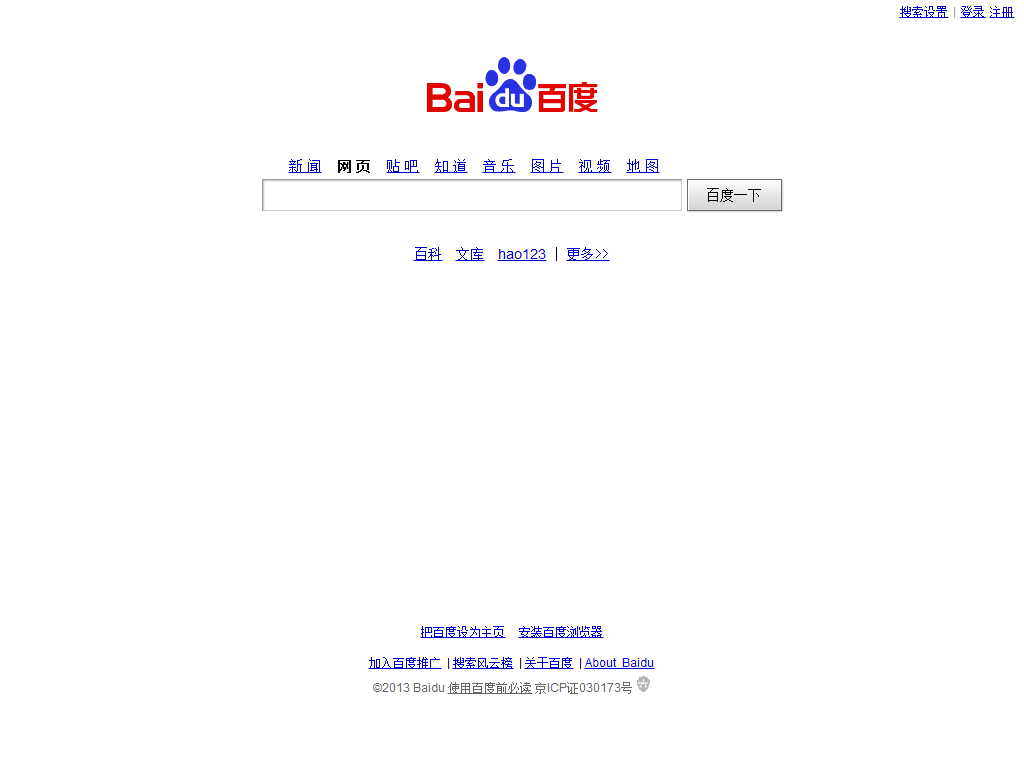 搜索设置 | 登录 注册
Baidu百度
新 闻 网 页 贴 吧 知 道 音 乐 图 片 视 频 地 图
百度一下
百科 文库 hao123 | 更多>>
把百度设为主页 安装百度浏览器
加入百度推广 | 搜索风云榜 | 关于百度 | About Baidu
©2013 Baidu 使用百度前必读 京ICP证030173号